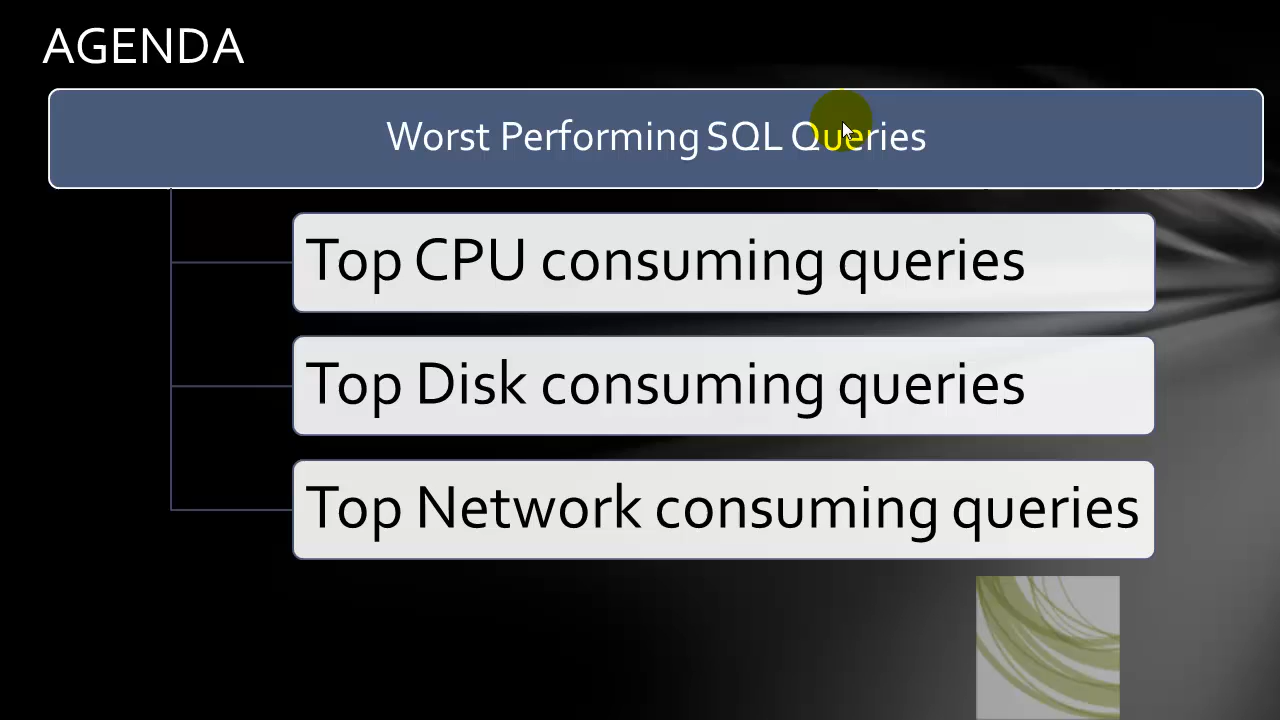 AGENDA
Worst Performing SQL Queries
Top CPU consuming queries
Top Disk consuming queries
Top Network consuming queries